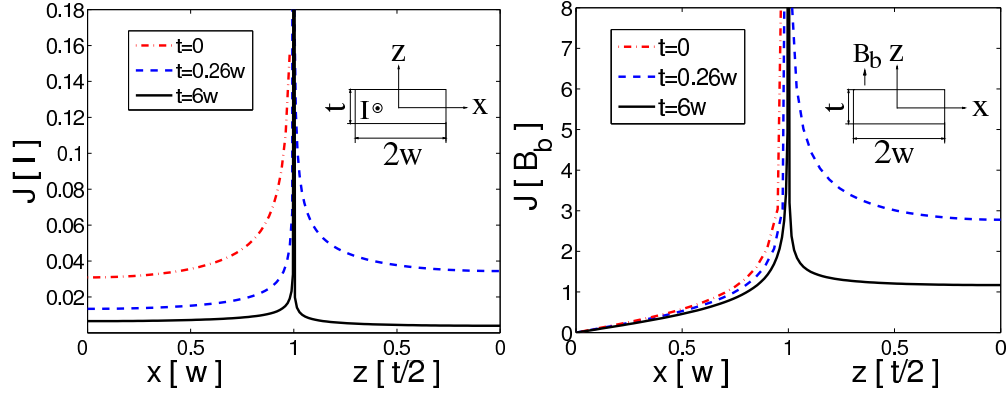 0.18
0.16
0.14
0.12
0.1
0.08
0.06
0.04
0.02
J [ I ]
t=0
t=0.26w
t=6w
z
t
I
x
2w
0
0.5
1
0.5
0
x [ w ]
z [ t/2 ]
8
7
6
5
4
3
2
1
0
J [ B_b ]
t=0
t=0.26w
t=6w
B_b
z
t
x
2w
0
0.5
1
0.5
0
x [ w ]
z [ t/2 ]